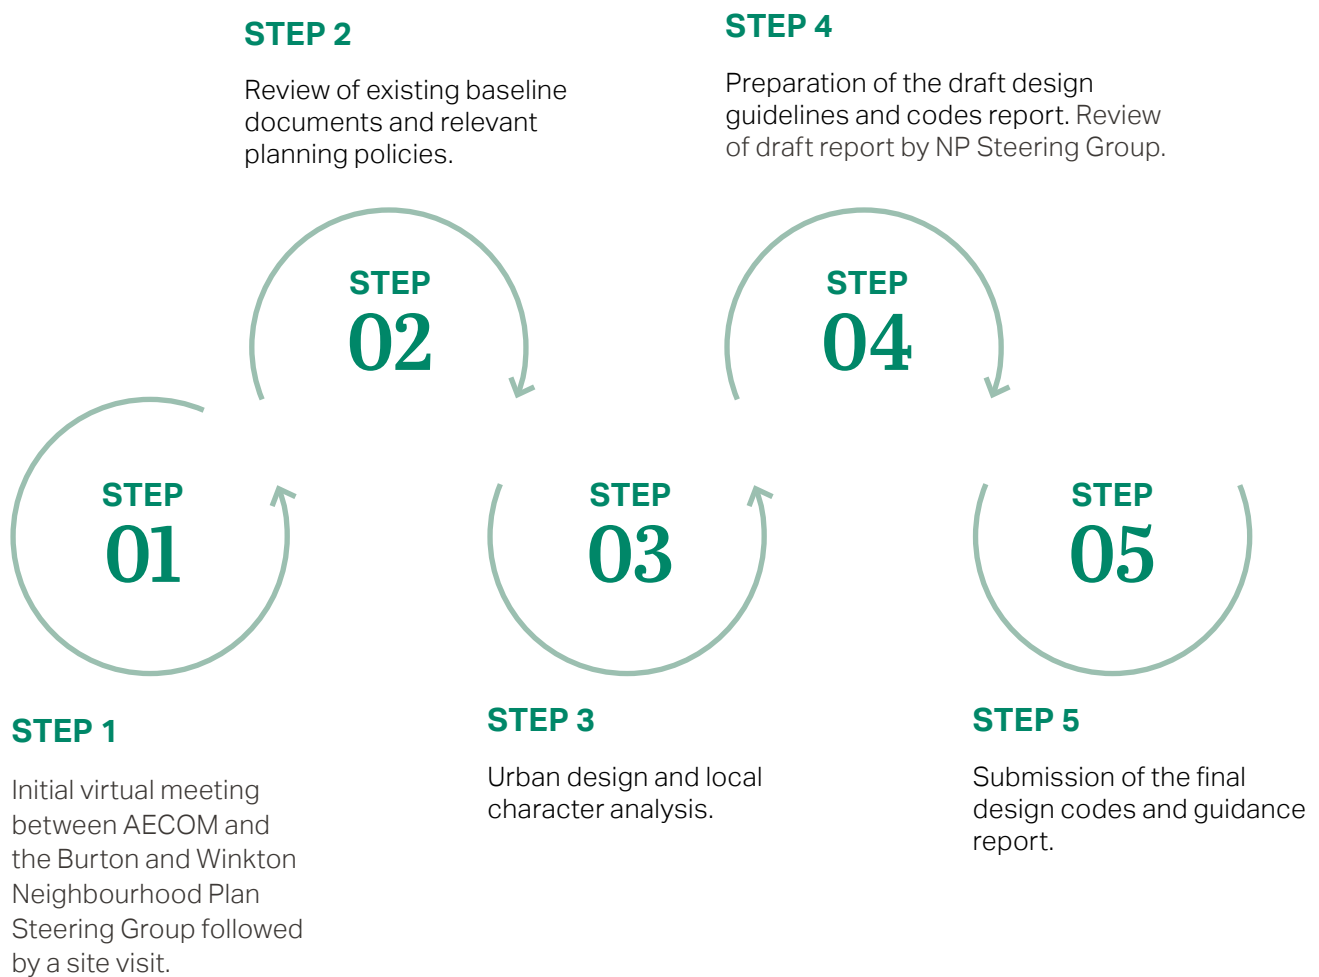 STEP 2
Review of existing baseline
documents and relevant
planning policies.
STEP 4
Preparation of the draft design
guidelines and codes report. Review
of draft report by NP Steering Group.
STEP
02
STEP
04
STEP
01
STEP
03
STEP
05
STEP 1
Initial virtual meeting
between AECOM and
the Burton and Winkton
Neighbourhood Plan
Steering Group followed
by a site visit.
STEP 3
Urban design and local
character analysis.
STEP 5
Submission of the final
design codes and guidance
report.